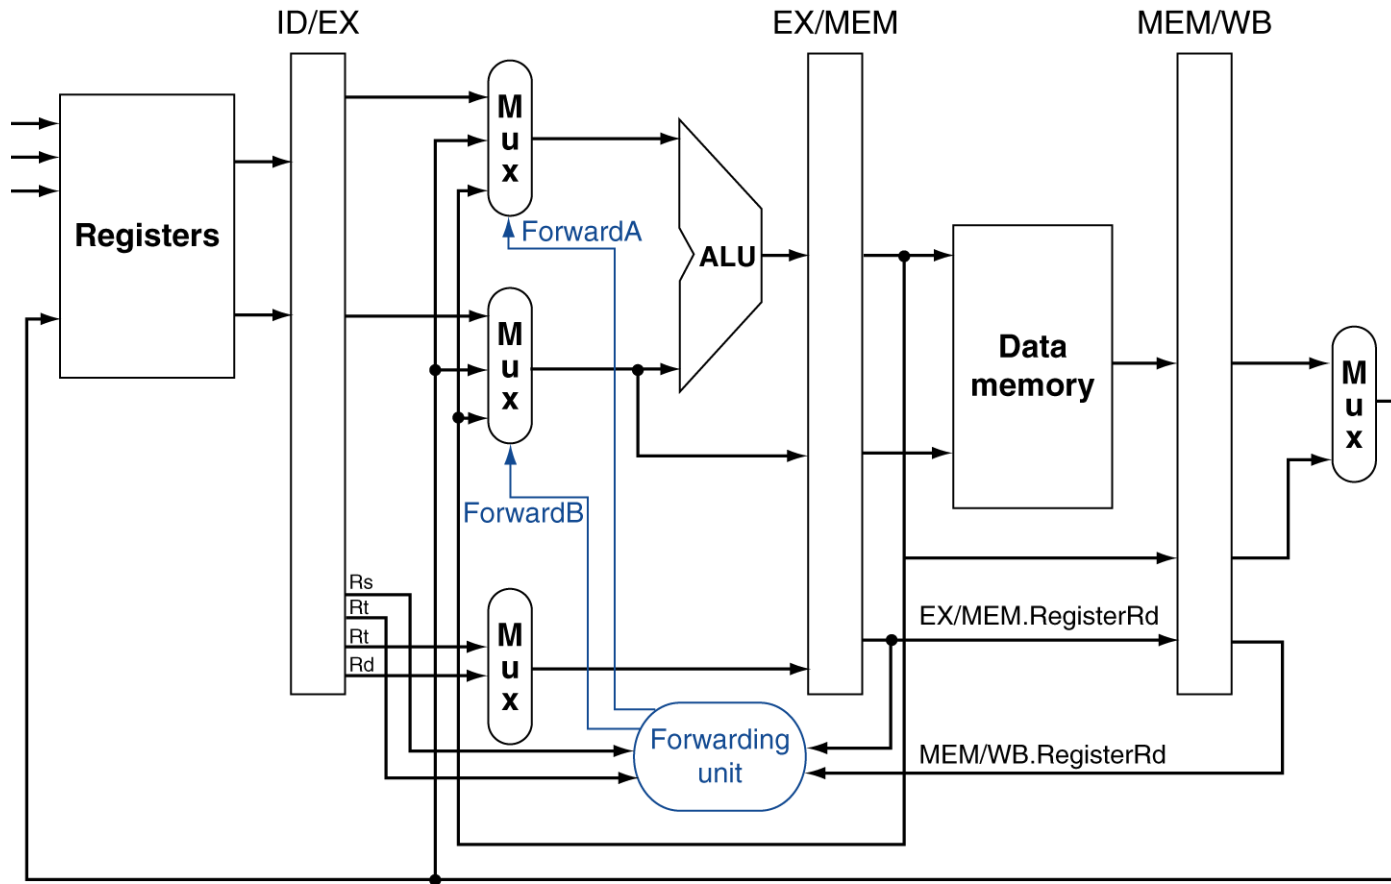 ID/EX
EX/MEM
MEM/WB
M
u
x
Registers
ForwardA
ALU
M
u
x
Data
memory
M
u
x
ForwardB
Rs
Rt
Rt
Rd
M
u
x
EX/MEM.RegisterRd
Forwarding
unit
MEM/WB.RegisterRd